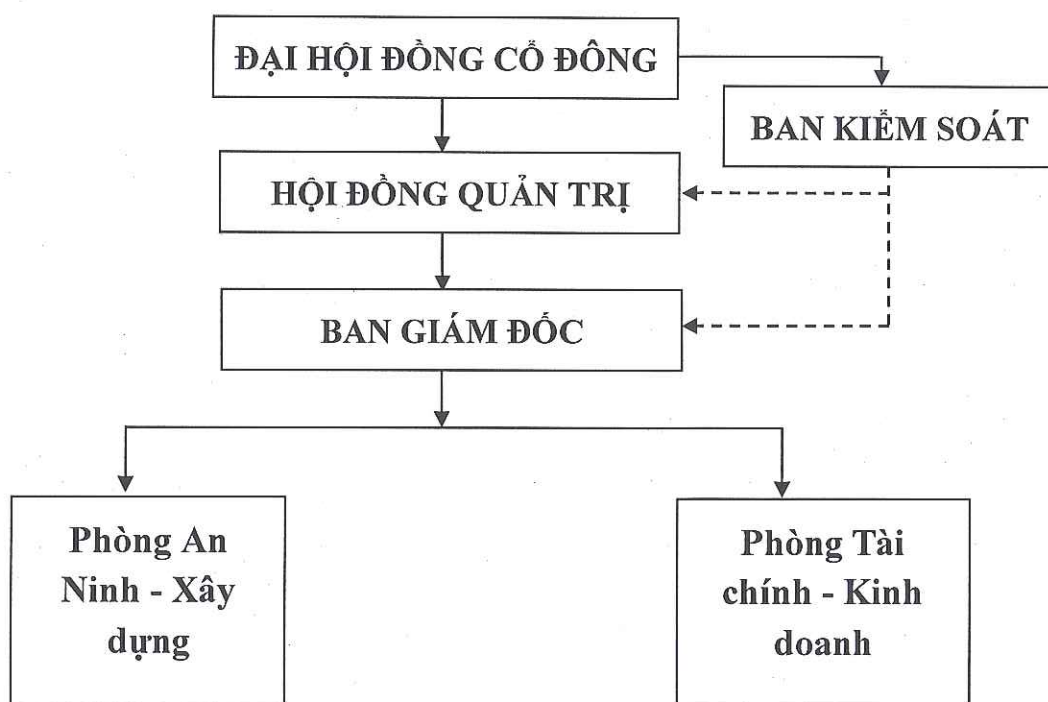 ĐẠI HỘI ĐỒNG CỔ ĐÔNG
BAN KIỂM SOÁT
HỘI ĐỒNG QUẢN TRỊ
BAN GIÁM ĐỐC
Phòng An
Ninh - Xây
dựng
Phòng Tài
chính - Kinh
doanh